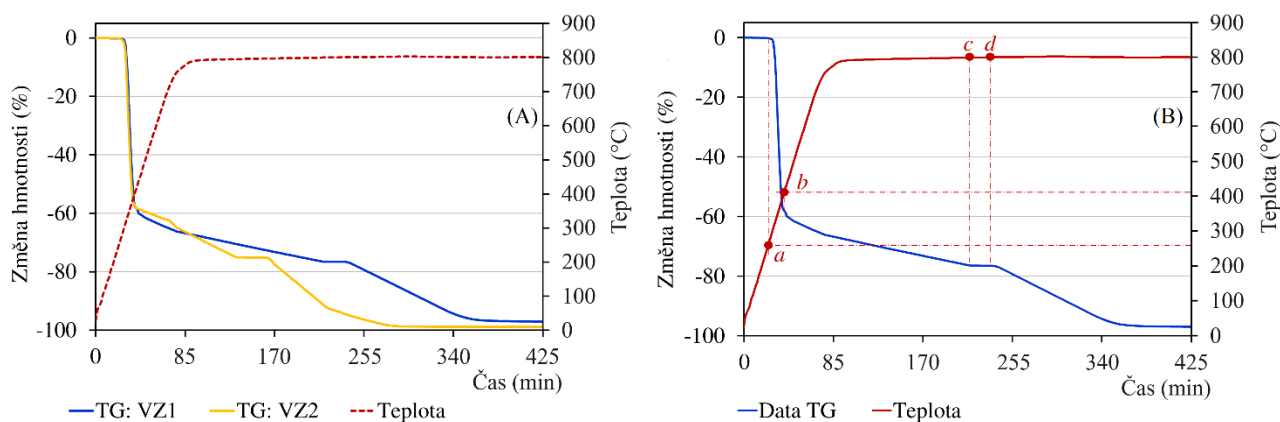 0
-20
-40
-60
-80
-100
Změna hmotnosti (%)
900
800
700
600
500
400
300
200
100
0
Teplota (°C)
(A)
0 85 170 255 340 425
Čas (min)
TG: VZ1 TG: VZ2 Teplota
0
-20
-40
-60
-80
-100
Změna hmotnosti (%)
900
800
700
600
500
400
300
200
100
0
Teplota (°C)
c d
(B)
b
a
0 85 170 255 340 425
Čas (min)
Data TG Teplota